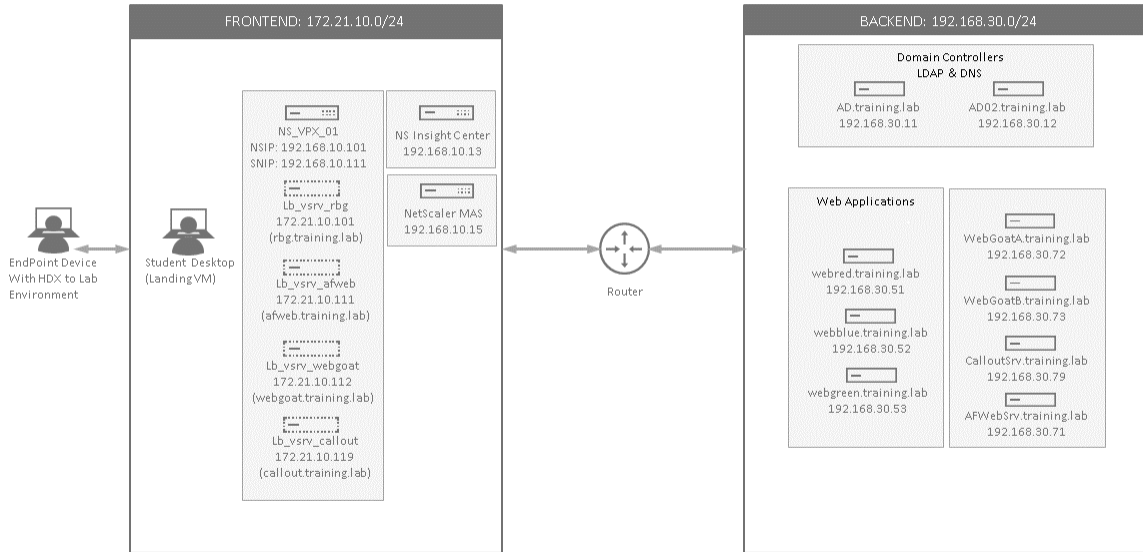 FRONTEND: 172.21.10.0/24
BACKEND: 192.168.30.0/24
EndPoint Device
With HDX to Lab
Environment
Student Desktop
(Landing VM)
NS_VPX_01
NSIP: 192.168.10.101
SNIP: 192.168.10.111
Lb_vsrv_rbg
172.21.10.101
(rbg.training.lab)
Lb_vsrv_afweb
172.21.10.111
(afweb.training.lab)
Lb_vsrv_webgoat
172.21.10.112
(webgoat.training.lab)
Lb_vsrv_callout
172.21.10.119
(callout.training.lab)
NS Insight Center
192.168.10.13
NetScaler MAS
192.168.10.15
Router
Domain Controllers
LDAP & DNS
AD.training.lab
192.168.30.11
AD02.training.lab
192.168.30.12
Web Applications
webred.training.lab
192.168.30.51
webblue.training.lab
192.168.30.52
webgreen.training.lab
192.168.30.53
WebGoatA.training.lab
192.168.30.72
WebGoatB.training.lab
192.168.30.73
CalloutSrv.training.lab
192.168.30.79
AFWebSrv.training.lab
192.168.30.71